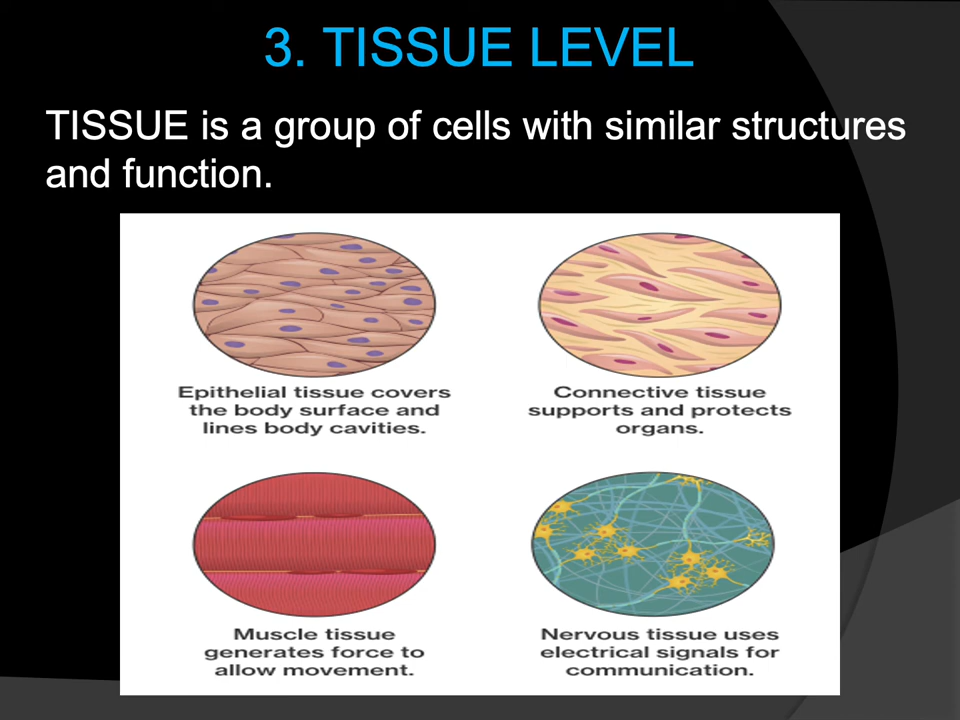 3. TISSUE LEVEL
TISSUE is a group of cells with similar structures
and function.
Epithelial tissue covers
the body surface and
lines body cavities.
Connective tissue
supports and protects
organs.
Muscle tissue
generates force to
allow movement.
Nervous tissue uses
electrical signals for
communication.